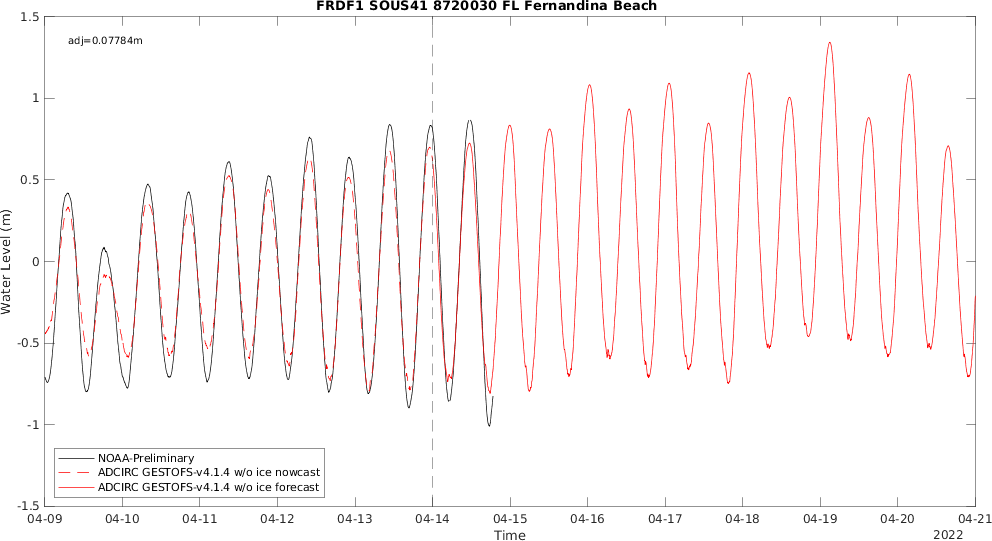 FRDF1 SOUS41 8720030 FL Fernandina Beach
adj=0.07784m
1.5
1
0.5
0
-0.5
-1
-1.5
Water Level (m)
NOAA-Preliminary
ADCIRC GESTOFS-v4.1.4 w/o ice nowcast
ADCIRC GESTOFS-v4.1.4 w/o ice forecast
04-09 04-10 04-11 04-12 04-13 04-14 04-15 04-16 04-17 04-18 04-19 04-20 04-21
Time
2022